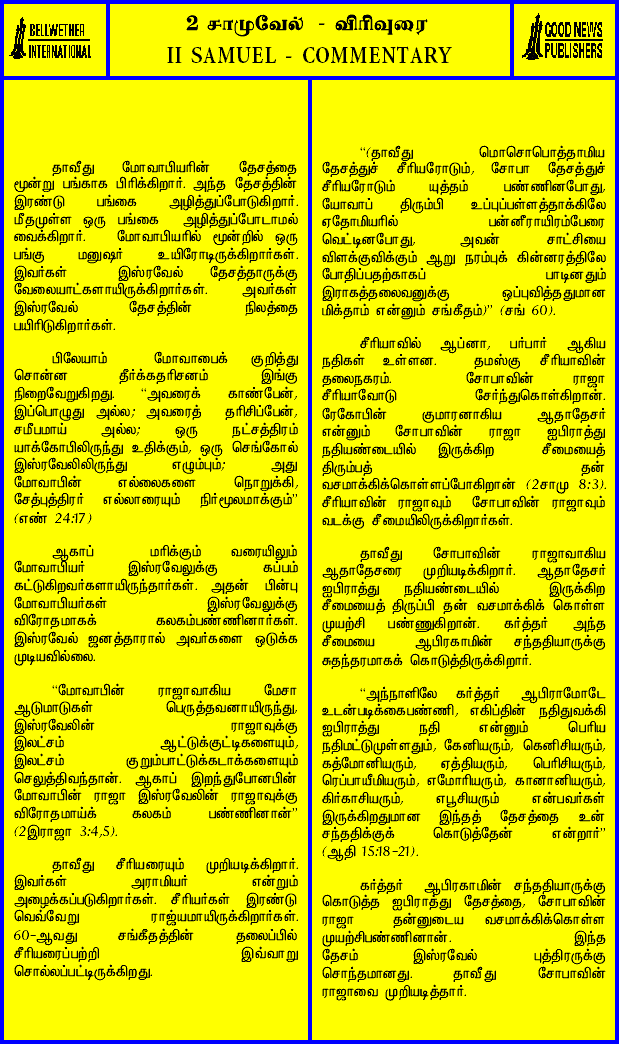 BELLWETHER
INTERNATIONAL
2 சாமுவேல் - விரிவுரை
II SAMUEL - COMMENTARY
GOOD NEWS
PUBLISHERS
தாவீது மோவாபியரின் தேசத்தை
மூன்று பங்காக பிரிக்கிறார். அந்த தேசத்தின்
இரண்டு பங்கை அழித்துப்போடுகிறார்.
மீதமுள்ள ஒரு பங்கை அழித்துப்போடாமல்
வைக்கிறார். மோவாபியரில் மூன்றில் ஒரு
பங்கு மனுஷர் உயிரோடிருக்கிறார்கள்.
இவர்கள் இஸ்ரவேல் தேசத்தாருக்கு
வேலையாட்களாயிருக்கிறார்கள். அவர்கள்
இஸ்ரவேல் தேசத்தின் நிலத்தை
பயிரிடுகிறார்கள்.
பிலேயாம் மோவாபைக் குறித்து
சொன்ன தீர்க்கதரிசனம் இங்கு
நிறைவேறுகிறது. “அவரைக் காண்பேன்,
இப்பொழுது அல்ல; அவரைத் தரிசிப்பேன்,
சமீபமாய் அல்ல; ஒரு நட்சத்திரம்
யாக்கோபிலிருந்து உதிக்கும், ஒரு செங்கோல்
இஸ்ரவேலிலிருந்து எழும்பும்; அது
மோவாபின் எல்லைகளை நொறுக்கி,
சேத்புத்திரர் எல்லாரையும் நிர்மூலமாக்கும்”
(எண் 24:17)
ஆகாப் மரிக்கும் வரையிலும்
மோவாபியர் இஸ்ரவேலுக்கு கப்பம்
கட்டுகிறவர்களாயிருந்தார்கள். அதன் பின்பு
மோவாபியர்கள் இஸ்ரவேலுக்கு
விரோதமாகக் கலகம்பண்ணினார்கள்.
இஸ்ரவேல் ஜனத்தாரால் அவர்களை ஒடுக்க
முடியவில்லை.
“மோவாபின் ராஜாவாகிய மேசா
ஆடுமாடுகள் பெருத்தவனாயிருந்து,
இஸ்ரவேலின் ராஜாவுக்கு
இலட்சம் ஆட்டுக்குட்டிகளையும்,
இலட்சம் குறும்பாட்டுக்கடாக்களையும்
செலுத்திவந்தான். ஆகாப் இறந்துபோனபின்
மோவாபின் ராஜா இஸ்ரவேலின் ராஜாவுக்கு
விரோதமாய்க் கலகம் பண்ணினான்”
(2இராஜா 3:4,5).
தாவீது சீரியரையும் முறியடிக்கிறார்.
இவர்கள் அராமியர் என்றும்
அழைக்கப்படுகிறார்கள். சீரியர்கள் இரண்டு
வெவ்வேறு ராஜ்யமாயிருக்கிறார்கள்.
60-ஆவது சங்கீதத்தின் தலைப்பில்
சீரியரைப்பற்றி இவ்வாறு
சொல்லப்பட்டிருக்கிறது.
“(தாவீது மெசொபொத்தாமிய
தேசத்துச் சீரியரோடும், சோபா தேசத்துச்
சீரியரோடும் யுத்தம் பண்ணினபோது,
யோவாப் திரும்பி உப்புப்பள்ளத்தாக்கிலே
ஏதோமியரில் பன்னீராயிரம்பேரை
வெட்டினபோது, அவன் சாட்சியை
விளக்குவிக்கும் ஆறு நரம்புக் கின்னரத்திலே
போதிப்பதற்காகப் பாடினதும்
இராகத்தலைவனுக்கு ஒப்புவித்ததுமான
மிக்தாம் என்னும் சங்கீதம்)” (சங் 60).
சீரியாவில் ஆப்னா, பர்பார் ஆகிய
நதிகள் உள்ளன. தமஸ்கு சீரியாவின்
தலைநகரம். சோபாவின் ராஜா
சீரியாவோடு சேர்ந்துகொள்கிறான்.
ரேகோபின் குமாரனாகிய ஆதாதேசர்
என்னும் சோபாவின் ராஜா ஐபிராத்து
நதியண்டையில் இருக்கிற சீமையைத்
திரும்பத் தன்
வசமாக்கிக்கொள்ளப்போகிறான் (2சாமு 8:3).
சீரியாவின் ராஜாவும் சோபாவின் ராஜாவும்
வடக்கு சீமையிலிருக்கிறார்கள்.
தாவீது சோபாவின் ராஜாவாகிய
ஆதாதேசரை முறியடிக்கிறார். ஆதாதேசர்
ஐபிராத்து நதியண்டையில் இருக்கிற
சீமையைத் திருப்பி தன் வசமாக்கிக் கொள்ள
முயற்சி பண்ணுகிறான். கர்த்தர் அந்த
சீமையை ஆபிரகாமின் சந்ததியாருக்கு
சுதந்தரமாகக் கொடுத்திருக்கிறார்.
“அந்நாளிலே கர்த்தர் ஆபிராமோடே
உடன்படிக்கைபண்ணி, எகிப்தின் நதிதுவக்கி
ஐபிராத்து நதி என்னும் பெரிய
நதிமட்டுமுள்ளதும், கேனியரும், கெனிசியரும்,
கத்மோனியரும், ஏத்தியரும், பெரிசியரும்,
ரெப்பாயீமியரும், எமோரியரும், கானானியரும்,
கிர்காசியரும், எபூசியரும் என்பவர்கள்
இருக்கிறதுமான இந்தத் தேசத்தை உன்
சந்ததிக்குக் கொடுத்தேன் என்றார்”
(ஆதி 15:18-21).
கர்த்தர் ஆபிரகாமின் சந்ததியாருக்கு
கொடுத்த ஐபிராத்து தேசத்தை, சோபாவின்
ராஜா தன்னுடைய வசமாக்கிக்கொள்ள
முயற்சிபண்ணினான். இந்த
தேசம் இஸ்ரவேல் புத்திரருக்கு
சொந்தமானது. தாவீது சோபாவின்
ராஜாவை முறியடித்தார்.